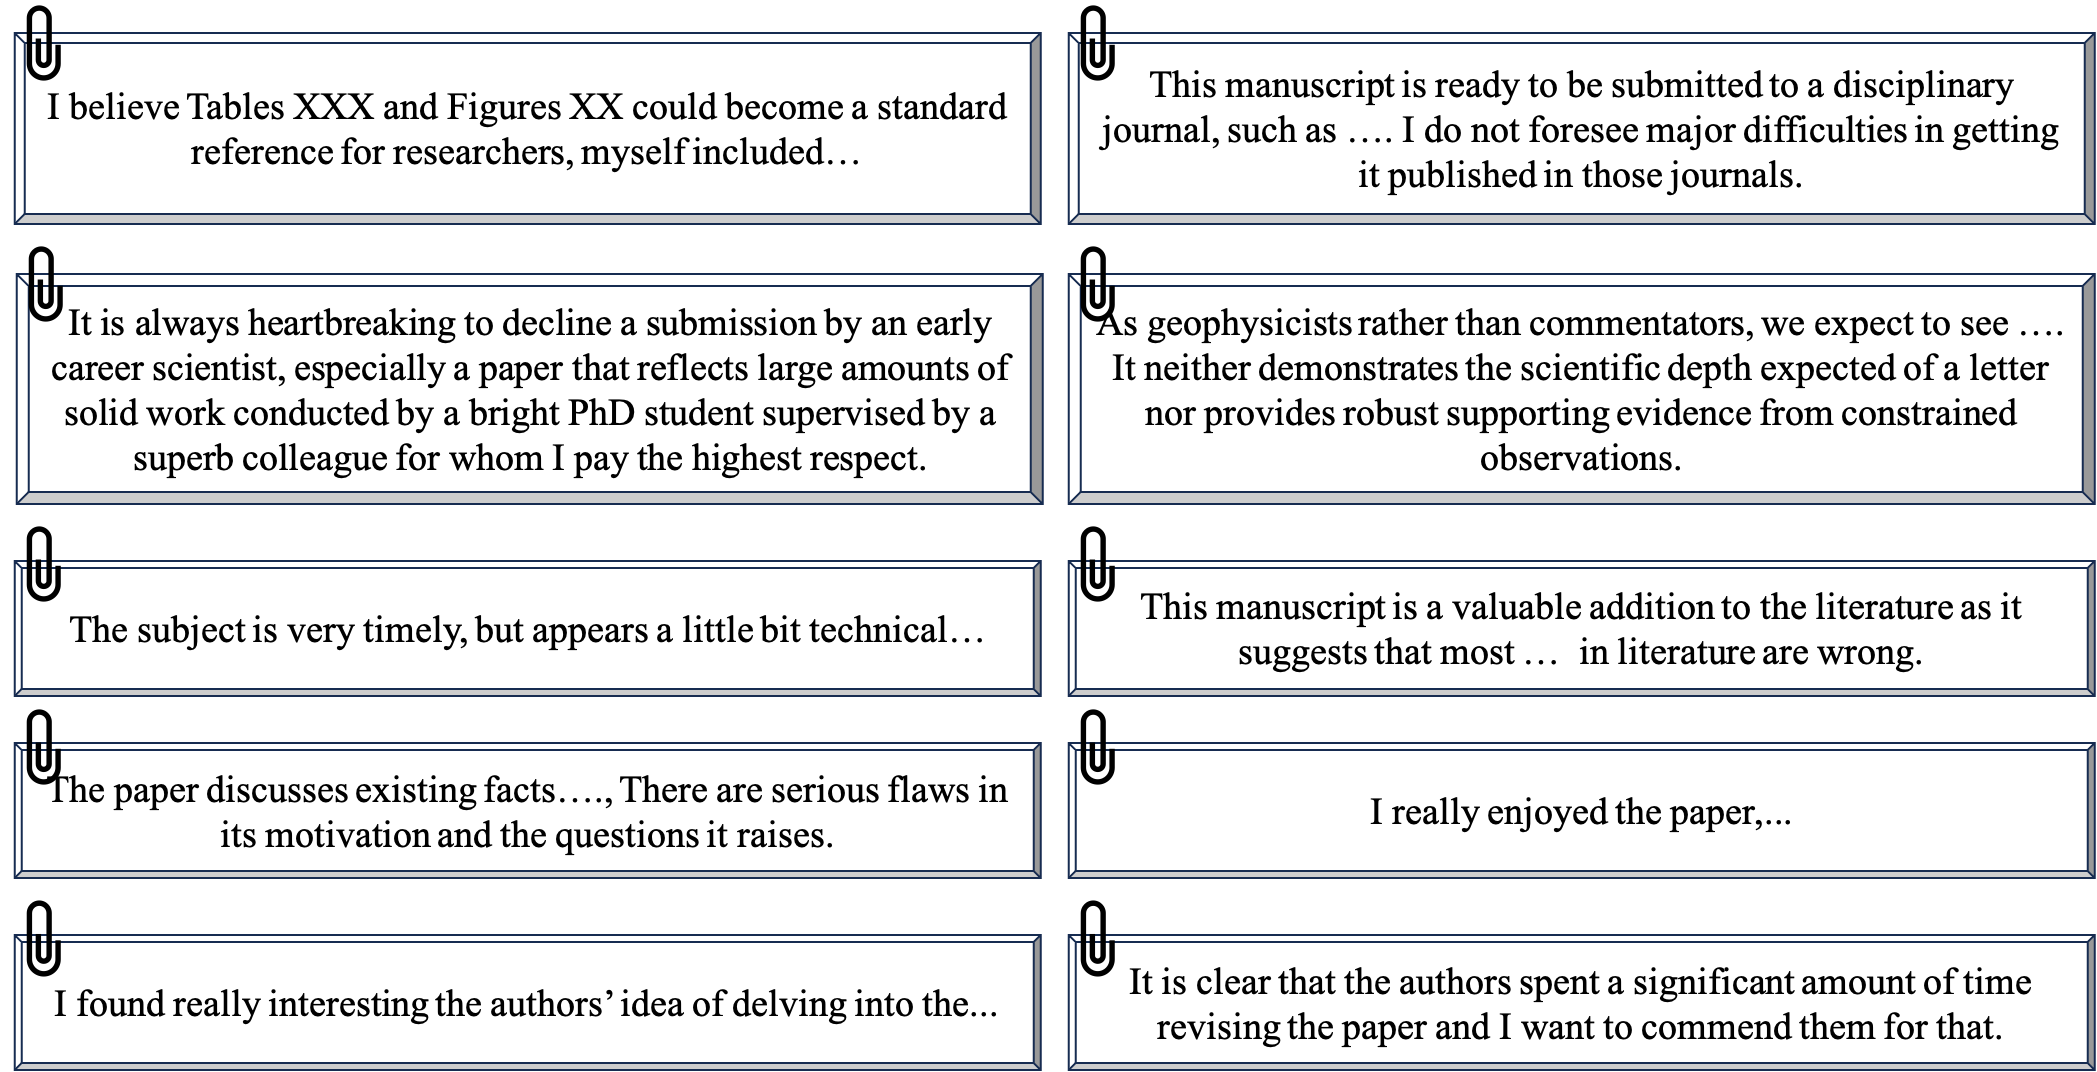 I believe Tables XXX and Figures XX could become a standard
reference for researchers, myself included…
This manuscript is ready to be submitted to a disciplinary
journal, such as …. I do not foresee major difficulties in getting
it published in those journals.
It is always heartbreaking to decline a submission by an early
career scientist, especially a paper that reflects large amounts of
solid work conducted by a bright PhD student supervised by a
superb colleague for whom I pay the highest respect.
As geophysicists rather than commentators, we expect to see ….
It neither demonstrates the scientific depth expected of a letter
nor provides robust supporting evidence from constrained
observations.
The subject is very timely, but appears a little bit technical…
This manuscript is a valuable addition to the literature as it
suggests that most … in literature are wrong.
The paper discusses existing facts…., There are serious flaws in
its motivation and the questions it raises.
I really enjoyed the paper,...
I found really interesting the authors’ idea of delving into the...
It is clear that the authors spent a significant amount of time
revising the paper and I want to commend them for that.